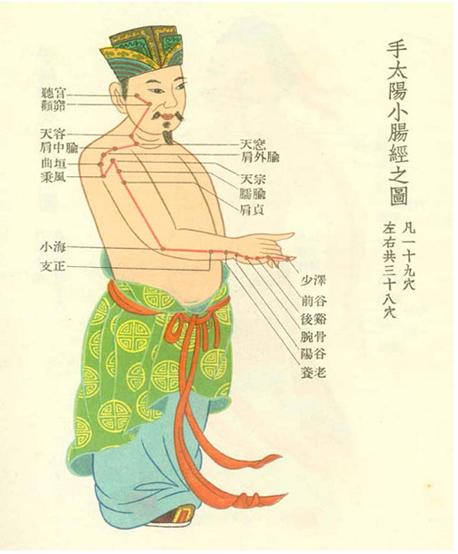 手太陽小腸經之圖
凡一十九穴
左右共三十八穴
聽宮
顴窌
天容
肩中腧
曲垣
秉風
天窓
肩外腧
天宗
臑腧
肩貞
小海
支正
少澤
前谷
後谿
腕骨
陽谷
養老